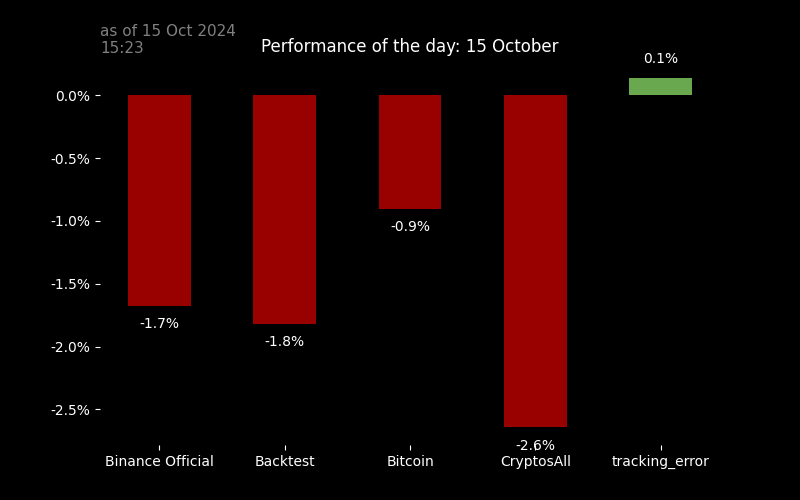 as of 15 Oct 2024
15:23
Performance of the day: 15 October
0.1%
0.0%
-0.5%
-1.0%
-1.5%
-2.0%
-2.5%
-0.9%
-1.7%
-1.8%
-2.6%
Binance Official
Backtest
Bitcoin
CryptosAll
tracking_error